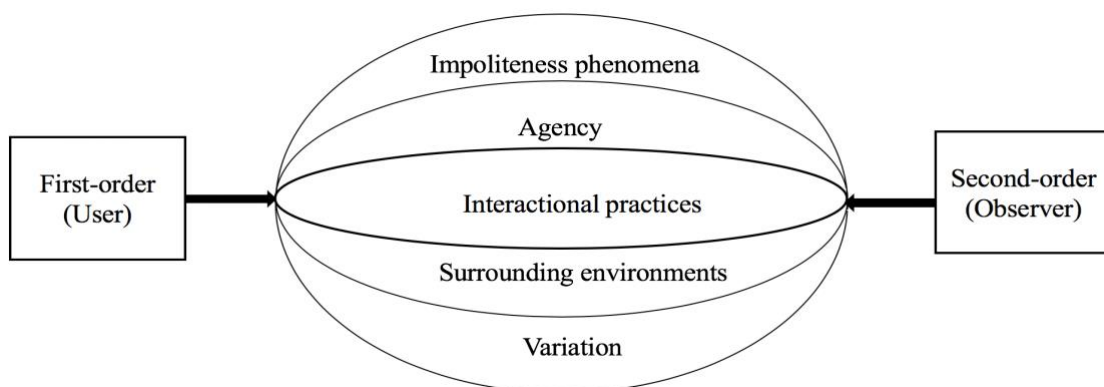 Impoliteness phenomena
Agency
First-order
(User)
Interactional practices
Second-order
(Observer)
Surrounding environments
Variation